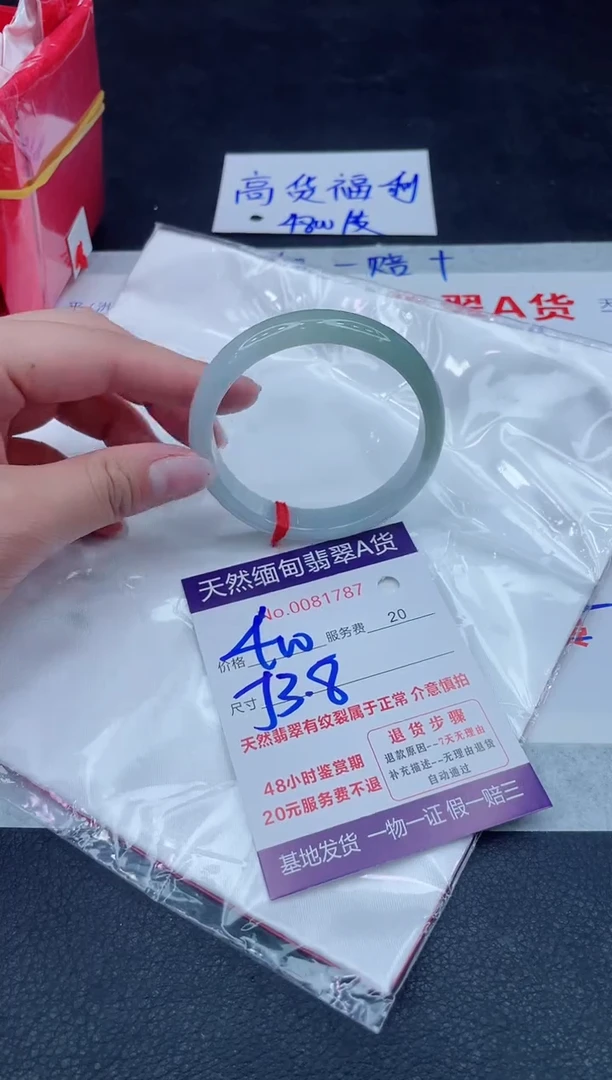 高货福利
一赔十
翠A货
天然缅甸翡翠A货
No.0081787
价格 服务费 20
尺寸 53.8
天然翡翠有纹裂属于正常 介意慎拍
48小时鉴赏期
20元服务费不退
退货步骤
退款原因--7天无理由
补充描述--无理由退货
自动通过
基地发货 一物一证 假一赔三